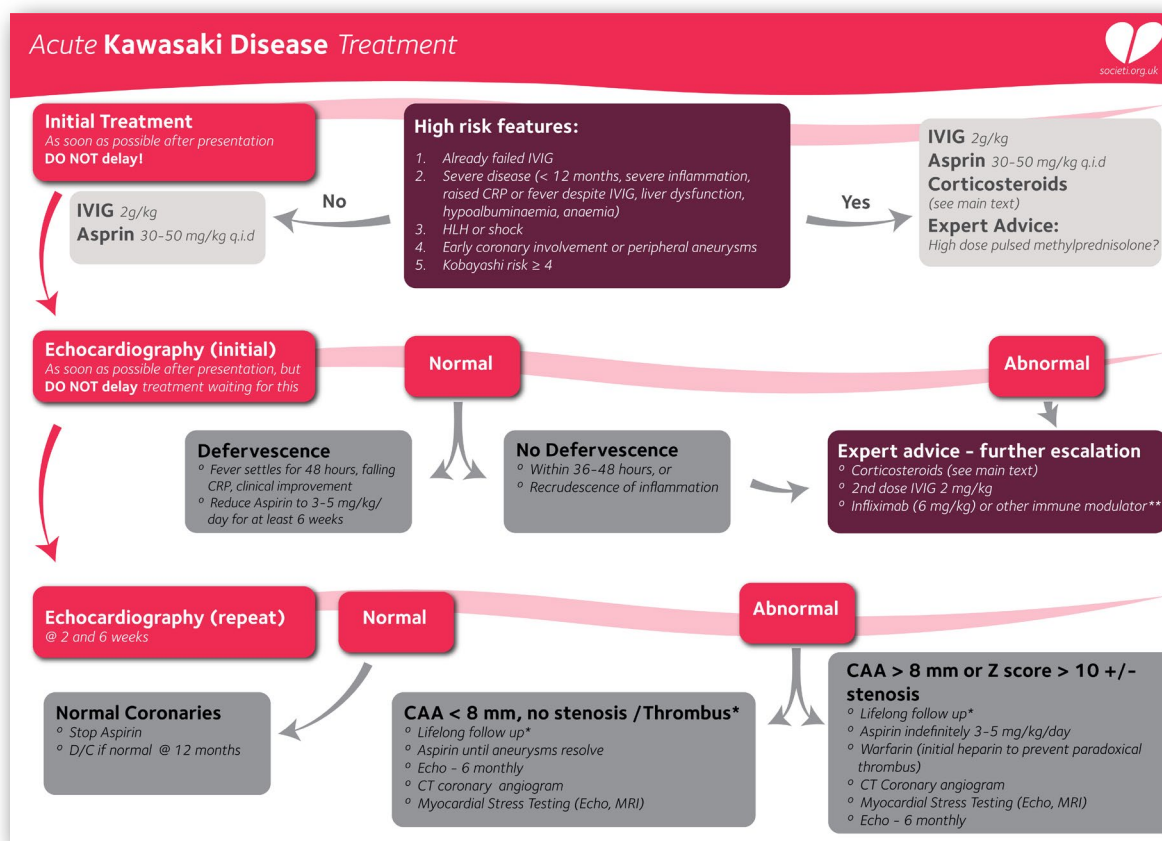 Acute Kawasaki Disease Treatment
societi.org.uk
Initial Treatment
As soon as possible after presentation
DO NOT delay!
IVIG 2g/kg
Asprin 30-50 mg/kg q.i.d
No
High risk features:
1. Already failed IVIG
2. Severe disease (< 12 months, severe inflammation,
raised CRP or fever despite IVIG, liver dysfunction,
hypoalbuminaemia, anaemia)
3. HLH or shock
4. Early coronary involvement or peripheral aneurysms
5. Kobayashi risk ≥ 4
Yes
IVIG 2g/kg
Asprin 30-50 mg/kg q.i.d
Corticosteroids
(see main text)
Expert Advice:
High dose pulsed methylprednisolone?
Echocardiography (initial)
As soon as possible after presentation, but
DO NOT delay treatment waiting for this
Normal
Abnormal
Defervescence
o Fever settles for 48 hours, falling
CRP, clinical improvement
o Reduce Aspirin to 3-5 mg/kg/
day for at least 6 weeks
No Defervescence
o Within 36-48 hours, or
o Recrudescence of inflammation
Expert advice - further escalation
o Corticosteroids (see main text)
o 2nd dose IVIG 2 mg/kg
o Infliximab (6 mg/kg) or other immune modulator**
Echocardiography (repeat)
@ 2 and 6 weeks
Normal
Abnormal
Normal Coronaries
o Stop Aspirin
o D/C if normal @ 12 months
CAA < 8 mm, no stenosis /Thrombus*
o Lifelong follow up*
o Aspirin until aneurysms resolve
o Echo - 6 monthly
o CT coronary angiogram
o Myocardial Stress Testing (Echo, MRI)
CAA > 8 mm or Z score > 10 +/-
stenosis
o Lifelong follow up*
o Aspirin indefinitely 3-5 mg/kg/day
o Warfarin (initial heparin to prevent paradoxical
thrombus)
o CT Coronary angiogram
o Myocardial Stress Testing (Echo, MRI)
o Echo - 6 monthly